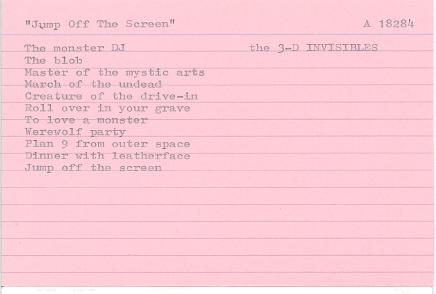 "Jump Off The Screen" A 18284
The monster DJ the 3-D INVISIBLES
The blob
Master of the mystic arts
March of the undead
Creature of the drive-in
Roll over in your grave
To love a monster
Werewolf party
Plan 9 from outer space
Dinner with leatherface
Jump off the screen